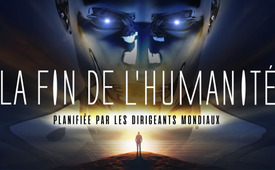 LA FIN DE L'HUMANITÉ
PLANIFIÉE PAR LES DIRIGEANTS MONDIAUX